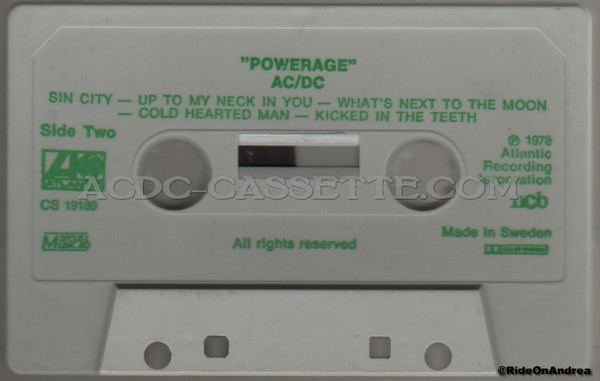 "POWERAGE"
AC/DC
SIN CITY — UP TO MY NECK IN YOU — WHAT'S NEXT TO THE MOON
— COLD HEARTED MAN — KICKED IN THE TEETH
Side Two
℗ 1978
Atlantic
Recording
Corporation
ATLANTIC
ACDC-CASSETTE.COM
CS 19180
ncb
All rights reserved
Made in Sweden
@RideOnAndrea